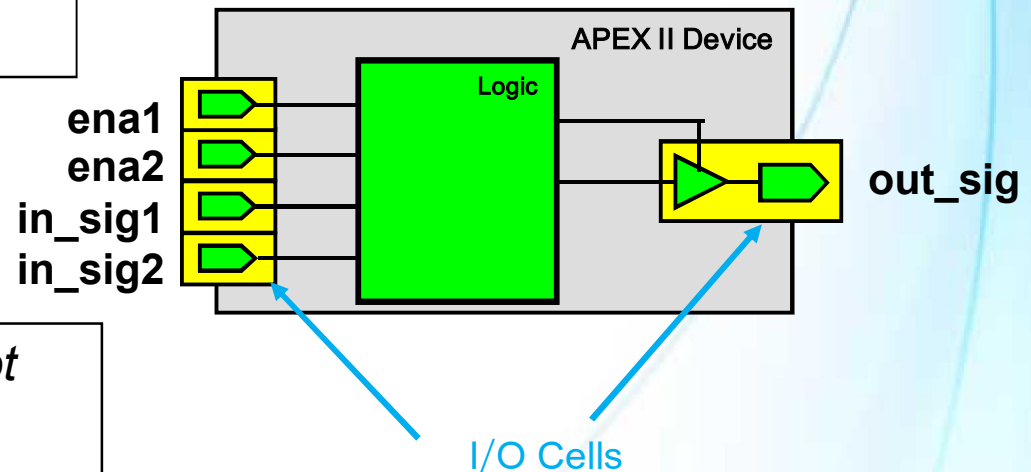 APEX II Device
Logic
ena1
ena2
in_sig1
in_sig2
out_sig
I/O Cells